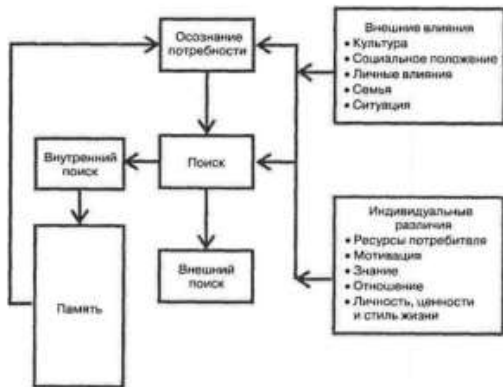 Осознание
потребности
Внешние влияния
• Культура
• Социальное положение
• Личные влияния
• Семья
• Ситуация
Внутренний
поиск
Поиск
Внешний
поиск
Память
Индивидуальные
различия
• Ресурсы потребителя
• Мотивация
• Знание
• Отношение
• Личность, ценности
и стиль жизни